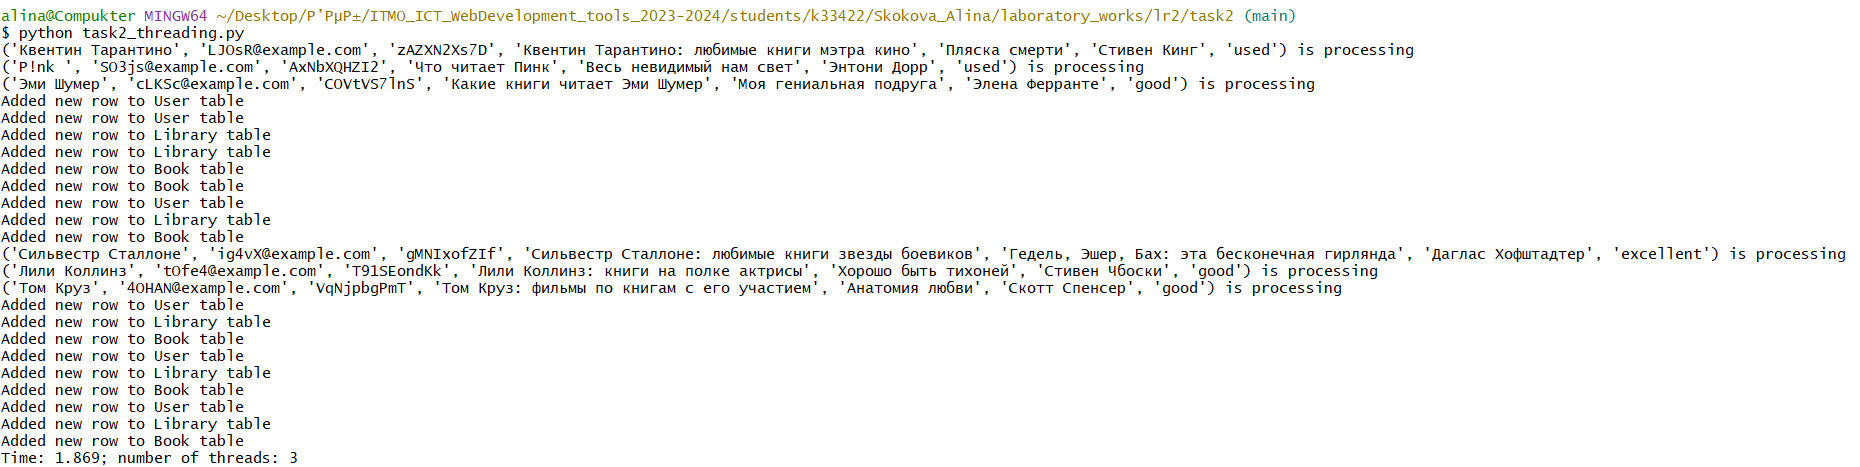 alina@Compukter MINGW64 ~/Desktop/Р'РµР±/ITMO_ICT_WebDevelopment_tools_2023-2024/students/k33422/Skokova_Alina/laboratory_works/lr2/task2 (main)
$ python task2_threading.py
('Квентин Тарантино', 'LJOsR@example.com', 'zAZXN2Xs7D', 'Квентин Тарантино: любимые книги мэтра кино', 'Пляска смерти', 'Стивен Кинг', 'used') is processing
('P!nk ', 'SO3js@example.com', 'AxNbXQHZI2', 'Что читает Пинк', 'Весь невидимый нам свет', 'Энтони Дорр', 'used') is processing
('Эми Шумер', 'cLKSc@example.com', 'COVtVS7lnS', 'Какие книги читает Эми Шумер', 'Моя гениальная подруга', 'Элена Ферранте', 'good') is processing
Added new row to User table
Added new row to User table
Added new row to Library table
Added new row to Library table
Added new row to Book table
Added new row to Book table
Added new row to User table
Added new row to Library table
Added new row to Book table
('Сильвестр Сталлоне', 'ig4vX@example.com', 'gMNIxofZIf', 'Сильвестр Сталлоне: любимые книги звезды боевиков', 'Гедель, Эшер, Бах: эта бесконечная гирлянда', 'Даглас Хофштадтер', 'excellent') is processing
('Лили Коллинз', 'tOfe4@example.com', 'T91SEondKk', 'Лили Коллинз: книги на полке актрисы', 'Хорошо быть тихоней', 'Стивен Чбоски', 'good') is processing
('Том Круз', '4OHAN@example.com', 'VqNjpbgPmT', 'Том Круз: фильмы по книгам с его участием', 'Анатомия любви', 'Скотт Спенсер', 'good') is processing
Added new row to User table
Added new row to Library table
Added new row to Book table
Added new row to User table
Added new row to Library table
Added new row to Book table
Added new row to User table
Added new row to Library table
Added new row to Book table
Time: 1.869; number of threads: 3